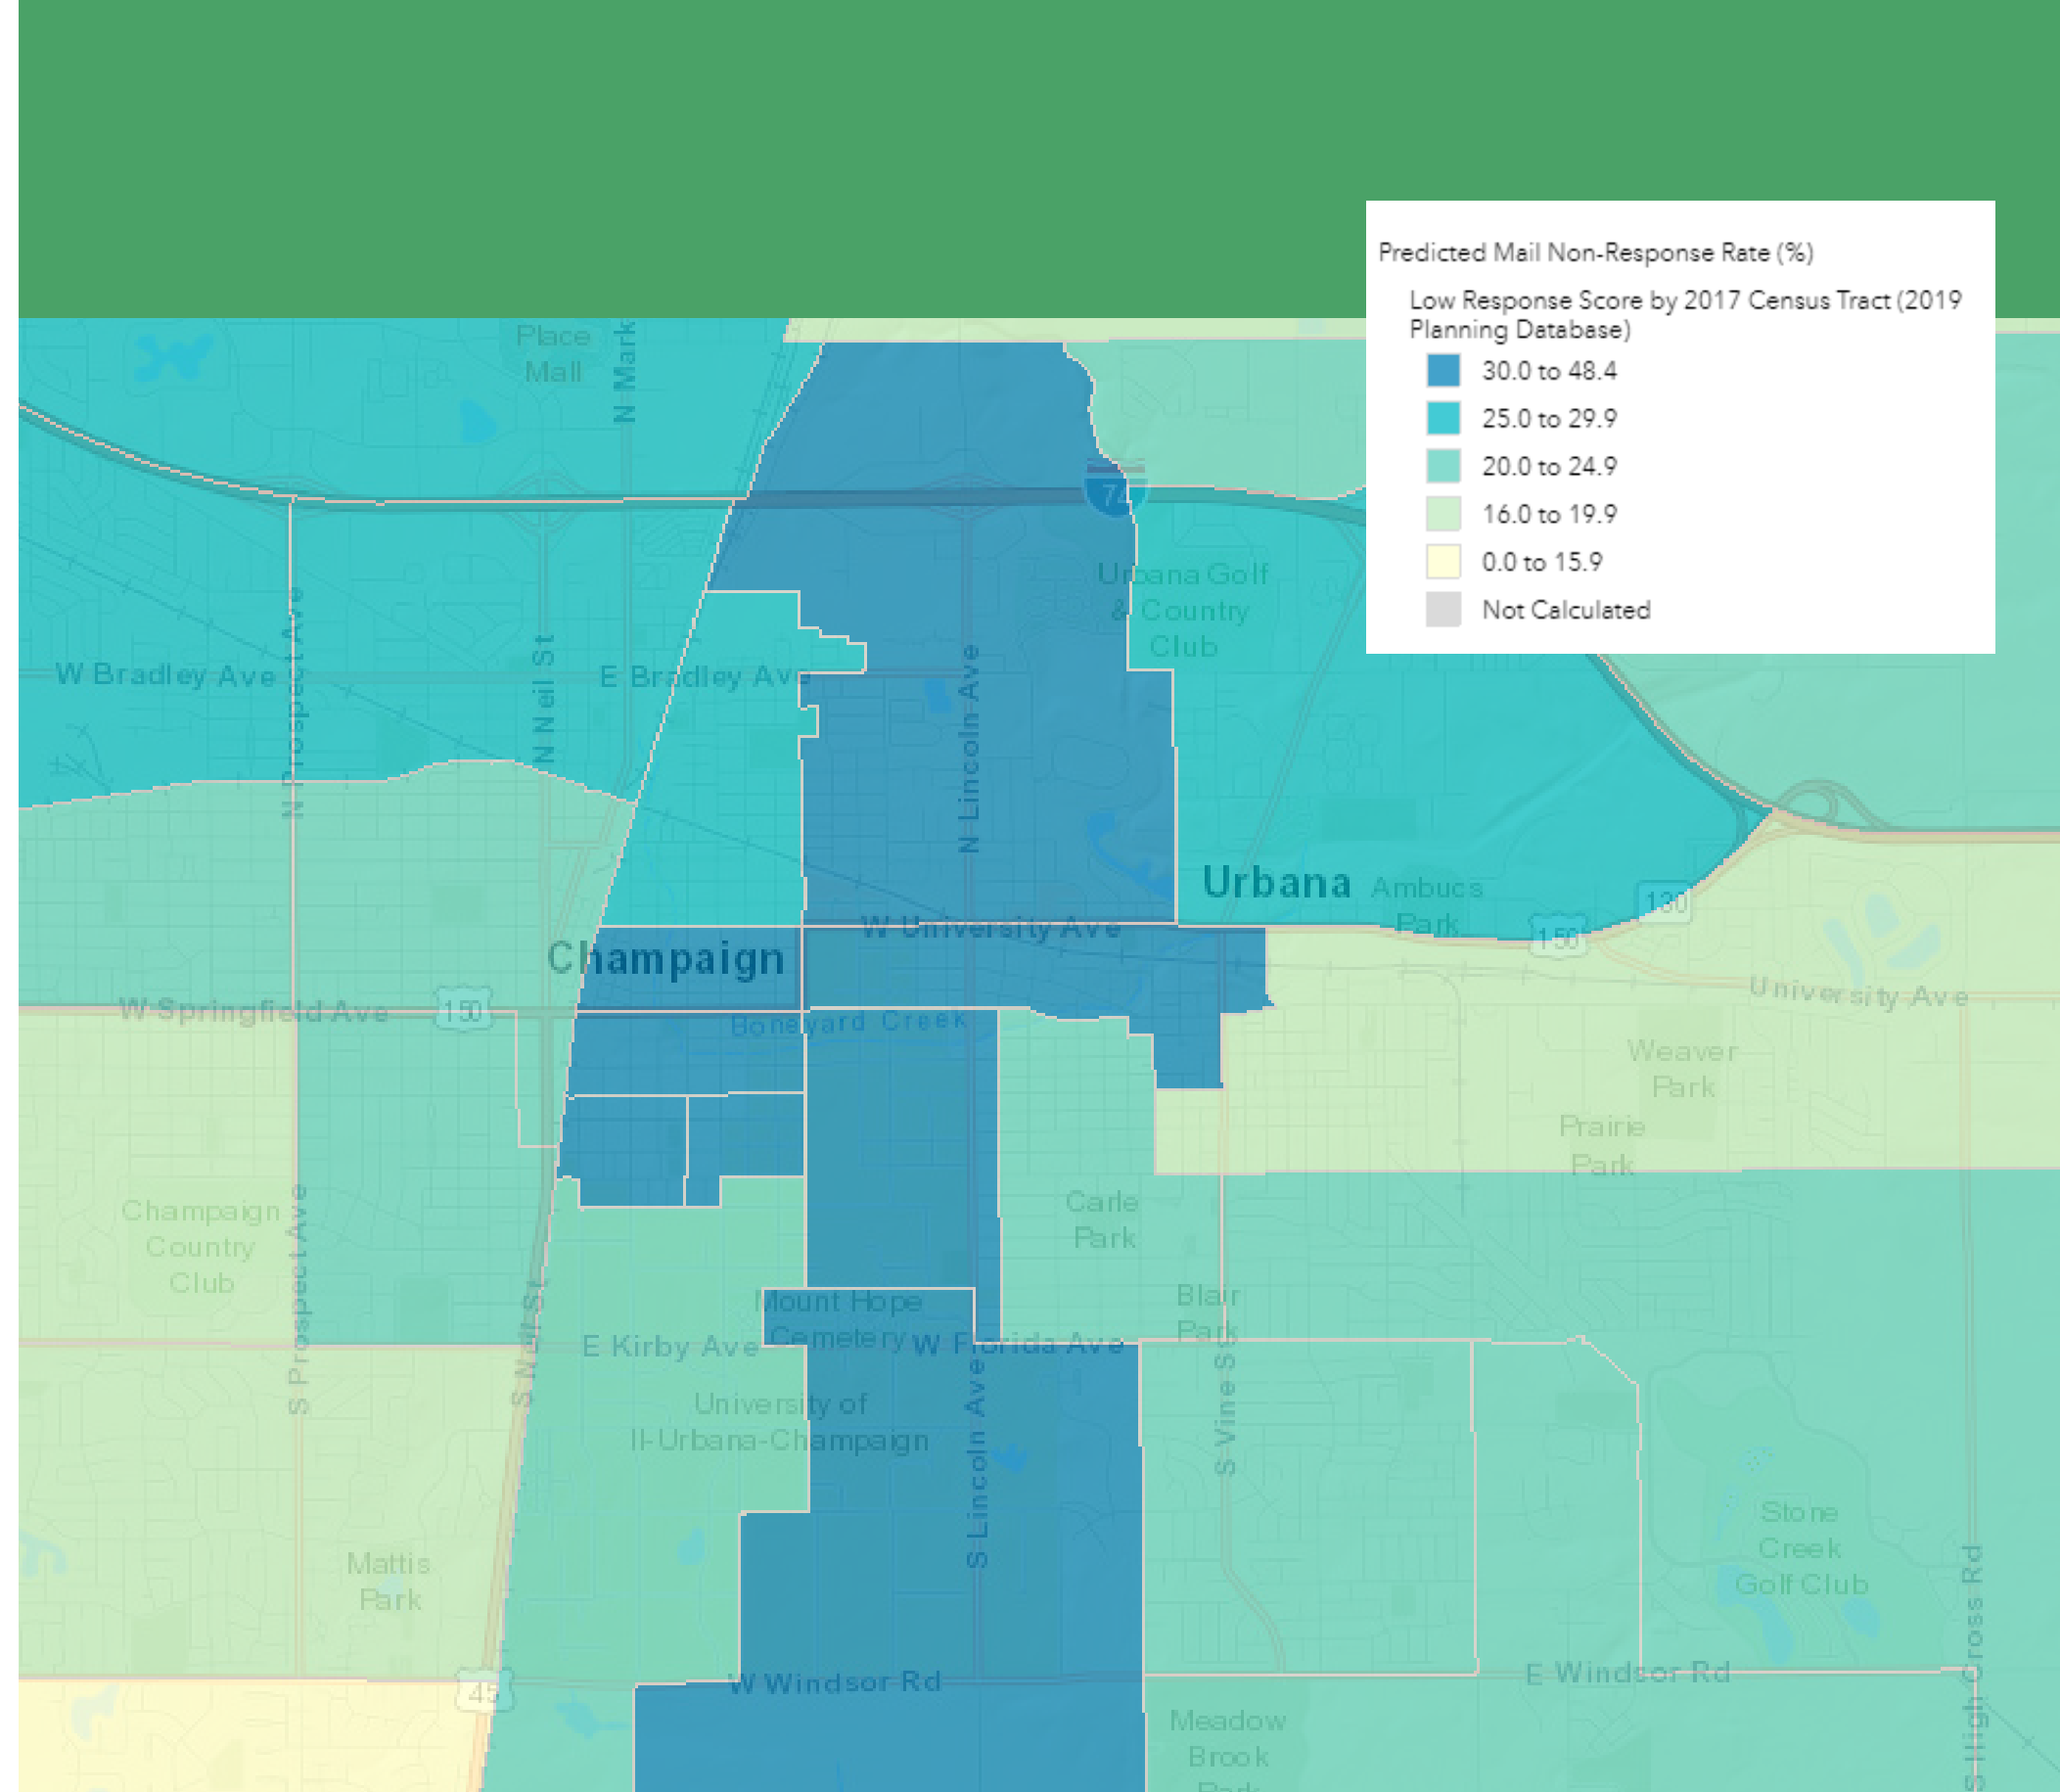 Predicted Mail Non-Response Rate (%)
Low Response Score by 2017 Census Tract (2019
Planning Database)
30.0 to 48.4
25.0 to 29.9
20.0 to 24.9
16.0 to 19.9
0.0 to 15.9
Not Calculated
Place
Mall
N Mark
74
Urbana Golf
& Country
Club
N Prospect Ave
N Neil St
W Bradley Ave
E Bradley Ave
N Lincoln Ave
Urbana
Ambucs
Park
130
150
W University Ave
Champaign
University Ave
W Springfield Ave
150
Boneyard Creek
Weaver
Park
Prairie
Park
Champaign
Country
Club
S Prospect Ave
Carle
Park
Blair
Park
Mount Hope
Cemetery
S Neil St
E Kirby Ave
W Florida Ave
University of
Il-Urbana-Champaign
S Lincoln Ave
S Vine St
Mattis
Park
Stone
Creek
Golf Club
S High Cross Rd
W Windsor Rd
E Windsor Rd
45
Meadow
Brook
Park